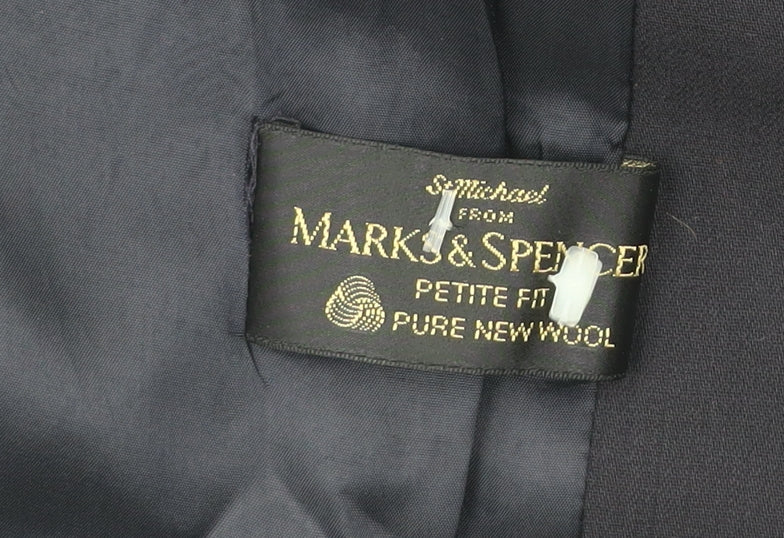 St Michael
FROM
MARKS & SPENCER
PETITE FIT
PURE NEW WOOL